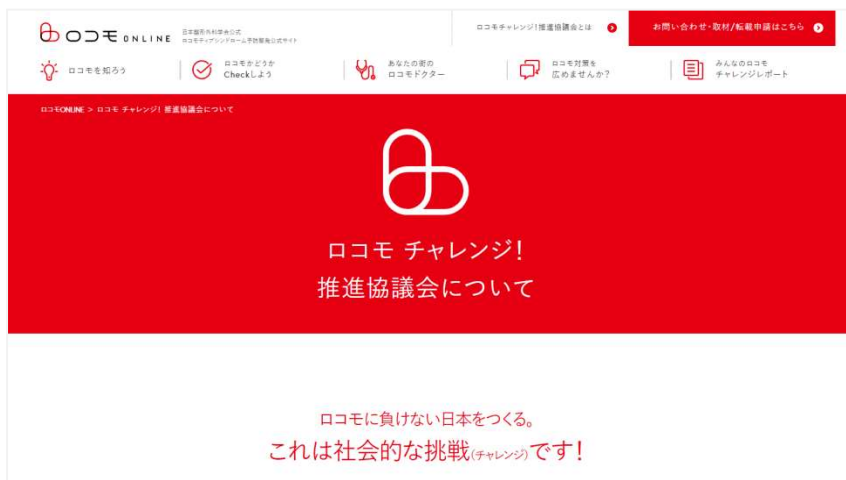 ロコモ ONLINE
日本整形外科学会公式
ロコモティブシンドローム予防啓発公式サイト
ロコモチャレンジ!推進協議会とは
お問い合わせ・取材/転載申請はこちら
ロコモを知ろう
ロコモかどうか
Checkしよう
あなたの街の
ロコモドクター
ロコモ対策を
広めませんか?
みんなのロコモ
チャレンジレポート
ロコモONLINE > ロコモ チャレンジ! 推進協議会について
ロコモ チャレンジ!
推進協議会について
ロコモに負けない日本をつくる。
これは社会的な挑戦(チャレンジ)です!